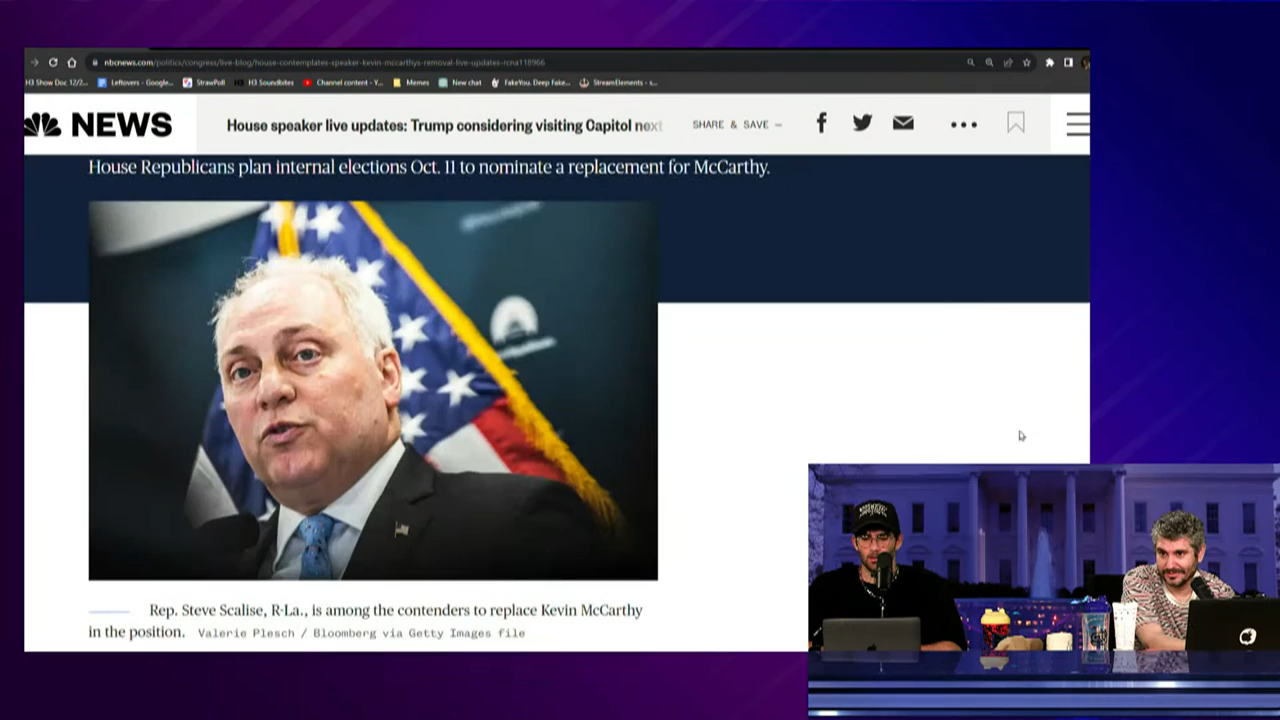 nbcnews.com/politics/congress/live-blog/house-contemplates-speaker-kevin-mccarthys-removal-live-updates-rcna118966
H3 Show Doc 12/2... Leftovers - Google... StrawPoll H3 Soundbites Channel content - Y... Memes New chat FakeYou. Deep Fake... StreamElements - s...
NEWS House speaker live updates: Trump considering visiting Capitol next SHARE & SAVE —
House Republicans plan internal elections Oct. 11 to nominate a replacement for McCarthy.
Rep. Steve Scalise, R-La., is among the contenders to replace Kevin McCarthy
in the position. Valerie Plesch / Bloomberg via Getty Images file